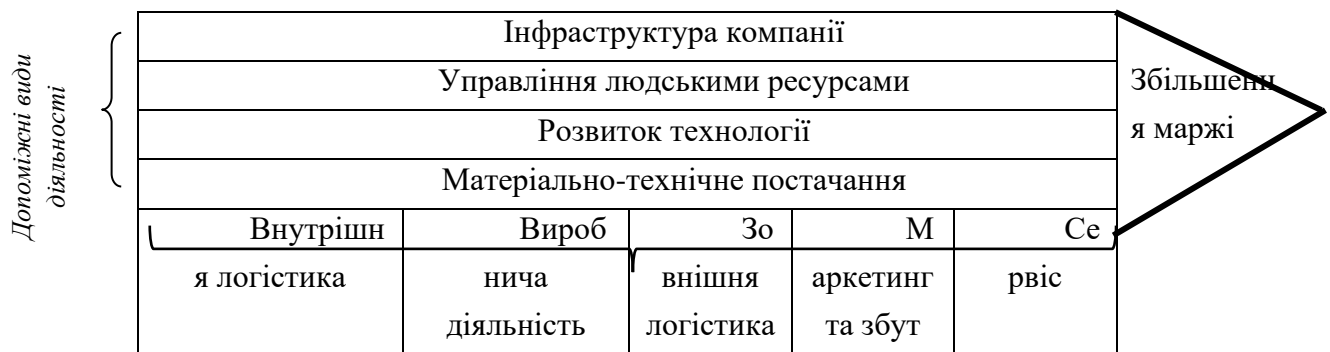 Допоміжні види
діяльності
Інфраструктура компанії
Управління людськими ресурсами
Розвиток технології
Матеріально-технічне постачання
Збільшенн
я маржі
Внутрішн
я логістика
Вироб
нича
діяльність
Зо
внішня
логістика
М
аркетинг
та збут
Се
рвіс